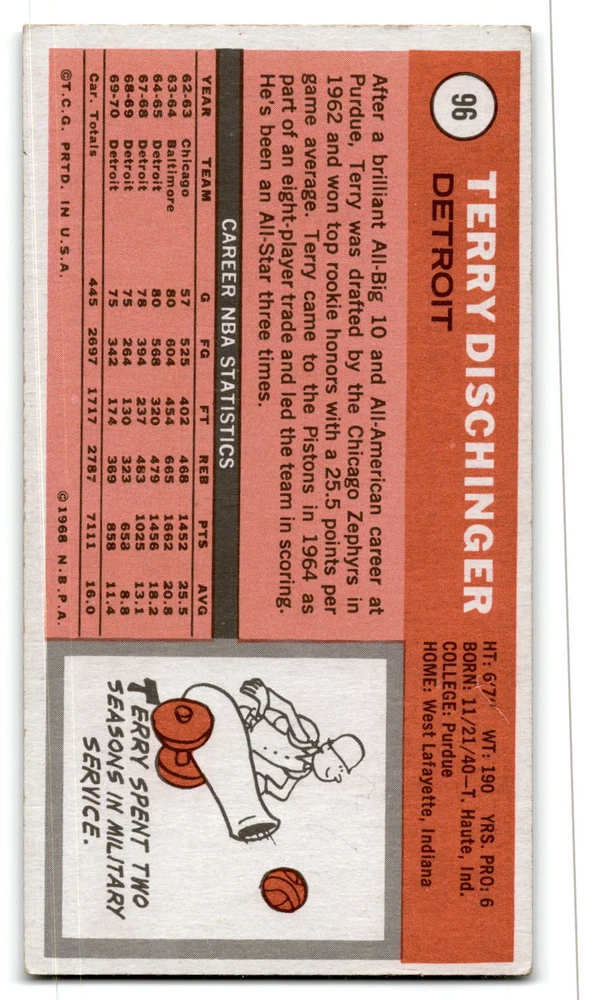 96
TERRY DISCHINGER
DETROIT
HT: 6'7" WT: 190 YRS. PRO: 6
BORN: 11/21/40—T. Haute, Ind.
COLLEGE: Purdue
HOME: West Lafayette, Indiana
After a brilliant All-Big 10 and All-American career at
Purdue, Terry was drafted by the Chicago Zephyrs in
1962 and won top rookie honors with a 25.5 points per
game average. Terry came to the Pistons in 1964 as
part of an eight-player trade and led the team in scoring.
He's been an All-Star three times.
CAREER NBA STATISTICS
YEAR TEAM G FG FT REB PTS AVG
62-63 Chicago 57 525 402 468 1452 25.5
63-64 Baltimore 80 604 454 665 1662 20.8
64-65 Detroit 80 568 320 479 1456 18.2
67-68 Detroit 78 394 237 483 1025 13.1
68-69 Detroit 75 264 130 323 658 8.8
69-70 Detroit 75 342 174 369 858 11.4
Car. Totals 445 2697 1717 2787 7111 16.0
©T.C.G. PRTD. IN U.S.A. ©1968 N.B.P.A.
TERRY SPENT TWO
SEASONS IN MILITARY
SERVICE.